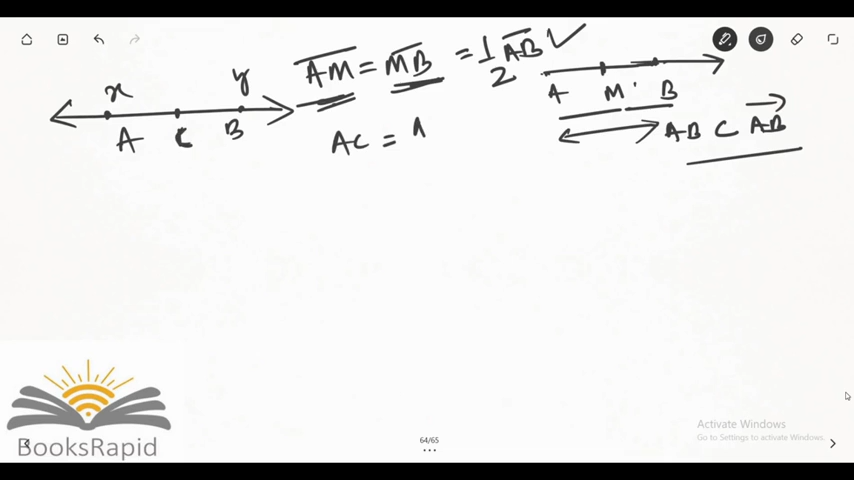 x y
A C B
AM = MB = 1/2 AB ✓
A M B
AB ⊂ AB
AC =
BooksRapid
64/65
Activate Windows
Go to Settings to activate Windows.